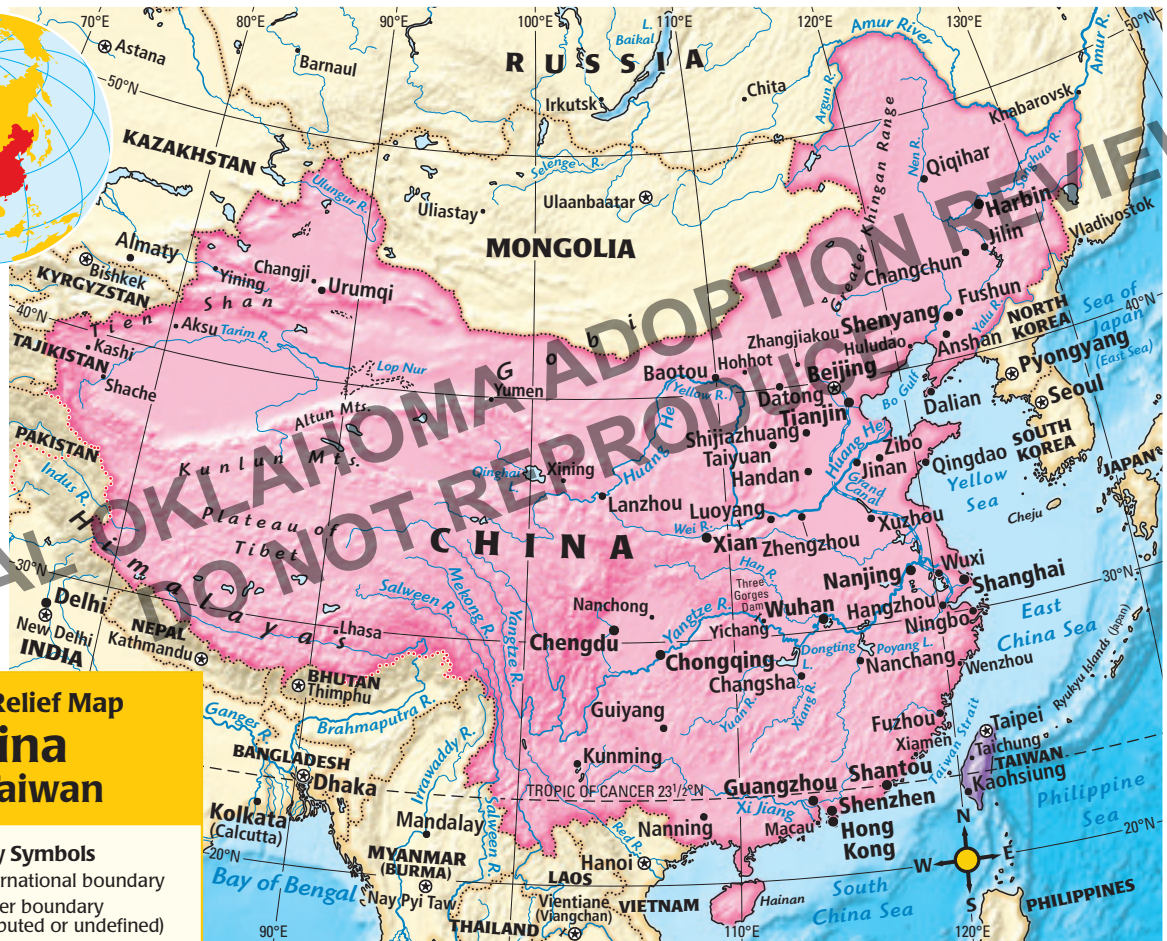 70°E
80°E
90°E
100°E
110°E
120°E
130°E
50°N
Astana
Barnaul
L.
Baikal
RUSSIA
Amur River
Amur R.
50°N
Irkutsk
Chita
Argun R.
Khabarovsk
KAZAKHSTAN
Selenge R.
Greater Khingan Range
Nen R.
Qiqihar
Songhua R.
Ulungur R.
Uliastay
Ulaanbaatar
Harbin
MONGOLIA
Jilin
Vladivostok
Almaty
Bishkek
KYRGYZSTAN
Yining
Changji
Urumqi
Changchun
Tien Shan
Fushun
40°N
Aksu
Tarim R.
Gobi
Zhangjiakou
Shenyang
Huludao
Anshan
Yalu R.
NORTH
KOREA
Sea of
Japan
(East Sea)
40°N
TAJIKISTAN
Kashi
Shache
Lop Nur
Yumen
Baotou
Hohhot
(Yellow R.)
Beijing
Datong
Tianjin
Bo Gulf
Dalian
Pyongyang
Seoul
Altun Mts.
Huang He
Shijiazhuang
Taiyuan
Handan
Huang He
Zibo
Jinan
Qingdao
SOUTH
KOREA
JAPAN
PAKISTAN
Kunlun Mts.
Qinghai
L.
Xining
Lanzhou
Luoyang
Grand
Canal
Yellow
Sea
Indus R.
Plateau of
Tibet
CHINA
Wei R.
Xian
Zhengzhou
Xuzhou
Cheju
Himalayas
30°N
Salween R.
Mekong R.
Yangtze R.
Han R.
Three
Gorges
Dam
Nanjing
Wuxi
Shanghai
30°N
Delhi
New Delhi
INDIA
NEPAL
Kathmandu
Lhasa
Nanchong
Chengdu
Yangtze R.
Yichang
Wuhan
Hangzhou
Ningbo
East
China Sea
Chongqing
Dongting
L.
Poyang L.
Nanchang
Wenzhou
Changsha
Ryukyu Islands (Japan)
BHUTAN
Thimphu
Yuan R.
Xiang R.
Ganges R.
Brahmaputra R.
Guiyang
Fuzhou
Taiwan Strait
Taipei
BANGLADESH
Dhaka
Irrawaddy R.
Kunming
Xiamen
Taichung
TAIWAN
Kaohsiung
TROPIC OF CANCER 23½°N
Guangzhou
Shantou
Philippine
Sea
Kolkata
(Calcutta)
Mandalay
Salween R.
Red R.
Nanning
Xi Jiang
Macau
Shenzhen
Hong
Kong
N
W
E
S
20°N
20°N
MYANMAR
(BURMA)
Hanoi
LAOS
Bay of Bengal
Nay Pyi Taw
Vientiane
(Viangchan)
VIETNAM
Hainan
South
China Sea
PHILIPPINES
THAILAND
90°E
110°E
120°E
Relief Map
ina
aiwan
y Symbols
rnational boundary
er boundary
puted or undefined)
AL OKLAHOMA ADOPTION REVIEW
DO NOT REPRODUCE